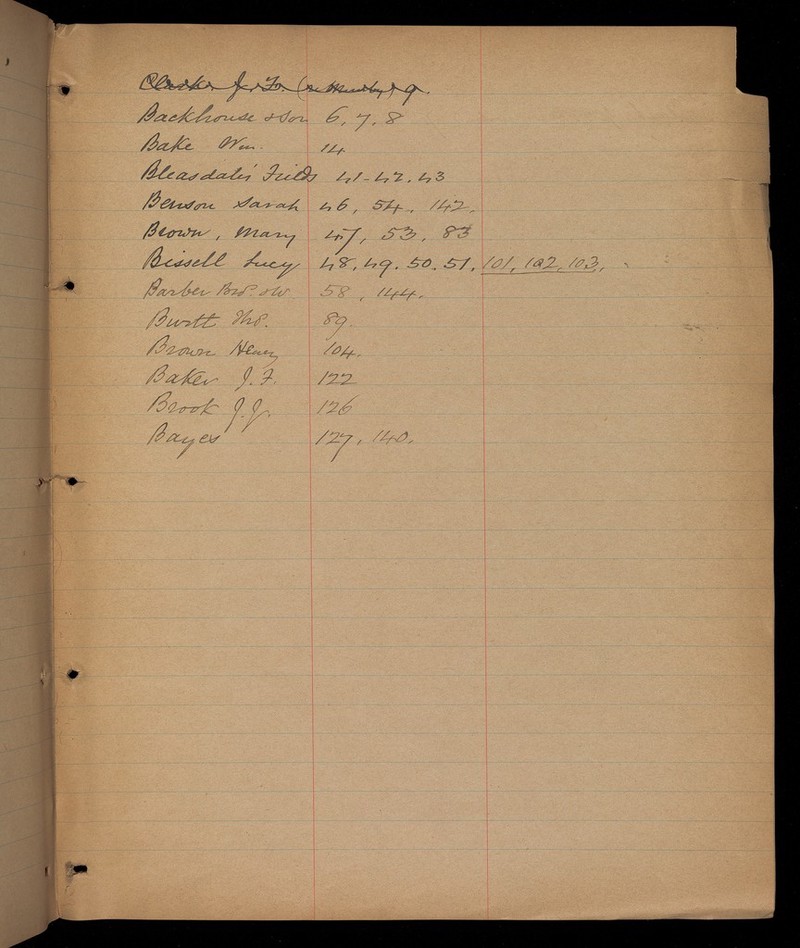 Clarke J. F. 9.
Backhouse & Son 6, 7, 8
Bake Wm. 14
Bleasdale's Fields 41-42, 43
Benson Sarah 46, 54, 142,
Brown, Mary 47, 53, 83
Bissell Lucy 48, 49. 50. 51, 101, 102, 103,
Barber Bros. 58, 144,
Burtt Thos. 89.
Brown Henry 104.
Baker J. F. 122
Brook J. J. 126
Bayes 127, 140,